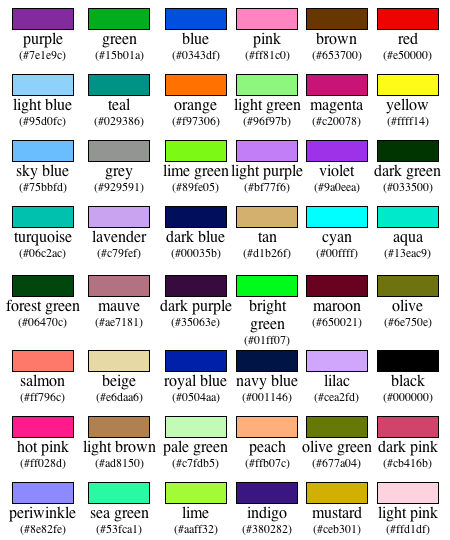 purple green blue pink brown red
(#7e1e9c) (#15b01a) (#0343df) (#ff81c0) (#653700) (#e50000)
light blue teal orange light green magenta yellow
(#95d0fc) (#029386) (#f97306) (#96f97b) (#c20078) (#ffff14)
sky blue grey lime green light purple violet dark green
(#75bbfd) (#929591) (#89fe05) (#bf77f6) (#9a0eea) (#033500)
turquoise lavender dark blue tan cyan aqua
(#06c2ac) (#c79fef) (#00035b) (#d1b26f) (#00ffff) (#13eac9)
forest green mauve dark purple bright green maroon olive
(#06470c) (#ae7181) (#35063e) (#01ff07) (#650021) (#6e750e)
salmon beige royal blue navy blue lilac black
(#ff796c) (#e6daa6) (#0504aa) (#001146) (#cea2fd) (#000000)
hot pink light brown pale green peach olive green dark pink
(#ff028d) (#ad8150) (#c7fdb5) (#ffb07c) (#677a04) (#cb416b)
periwinkle sea green lime indigo mustard light pink
(#8e82fe) (#53fca1) (#aaff32) (#380282) (#ceb301) (#ffd1df)